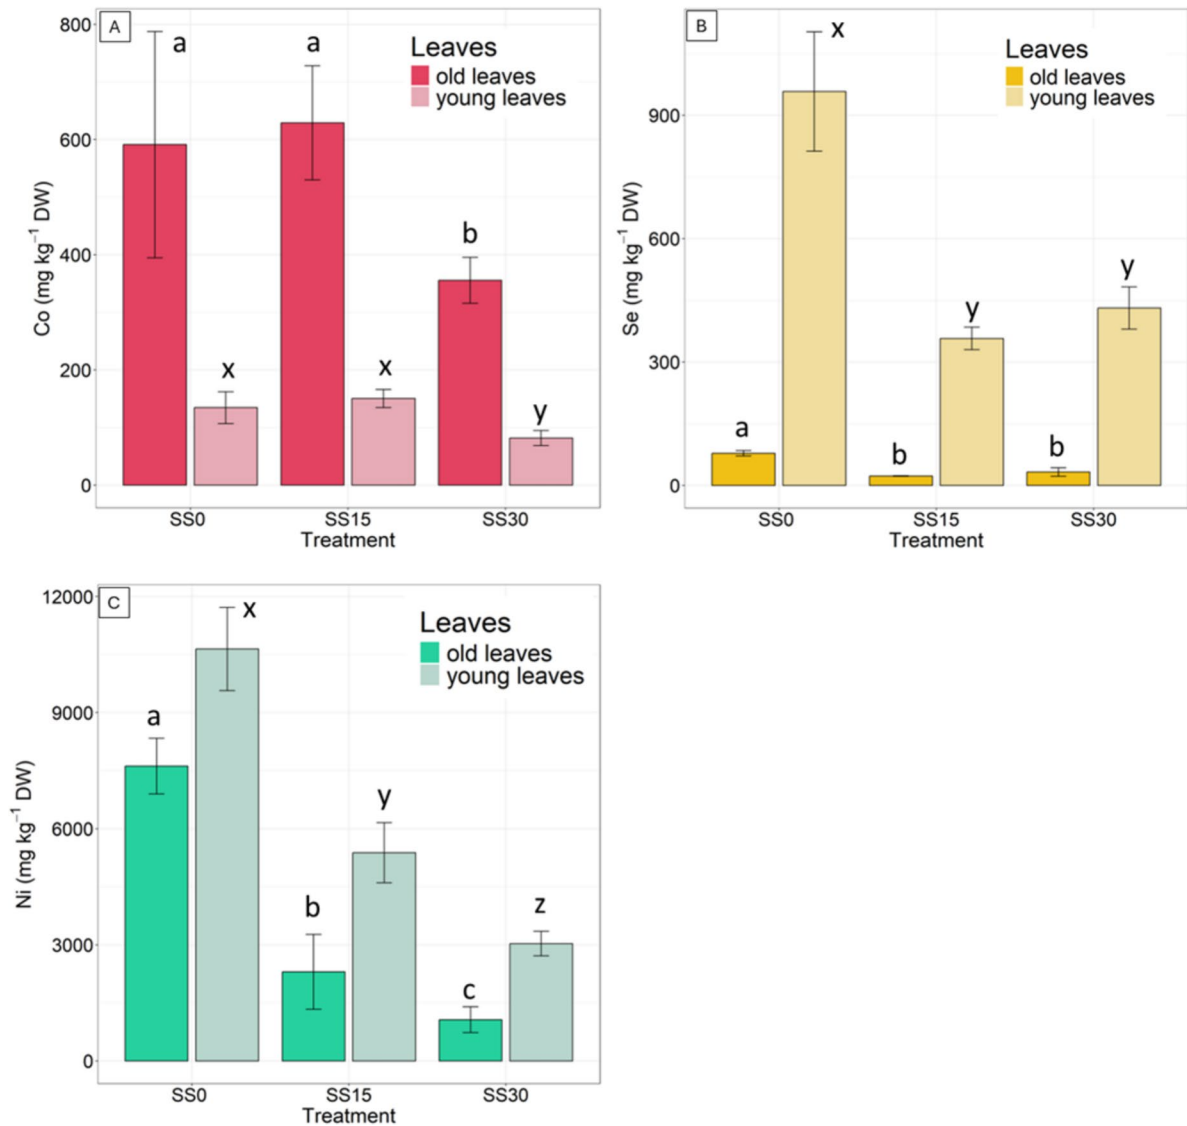 A
Leaves
old leaves
young leaves
Co (mg kg⁻¹ DW)
800
600
400
200
0
a
x
a
x
b
y
SS0
SS15
SS30
Treatment
B
Leaves
old leaves
young leaves
Se (mg kg⁻¹ DW)
900
600
300
0
a
x
b
y
b
y
SS0
SS15
SS30
Treatment
C
Leaves
old leaves
young leaves
Ni (mg kg⁻¹ DW)
12000
9000
6000
3000
0
a
x
b
y
c
z
SS0
SS15
SS30
Treatment